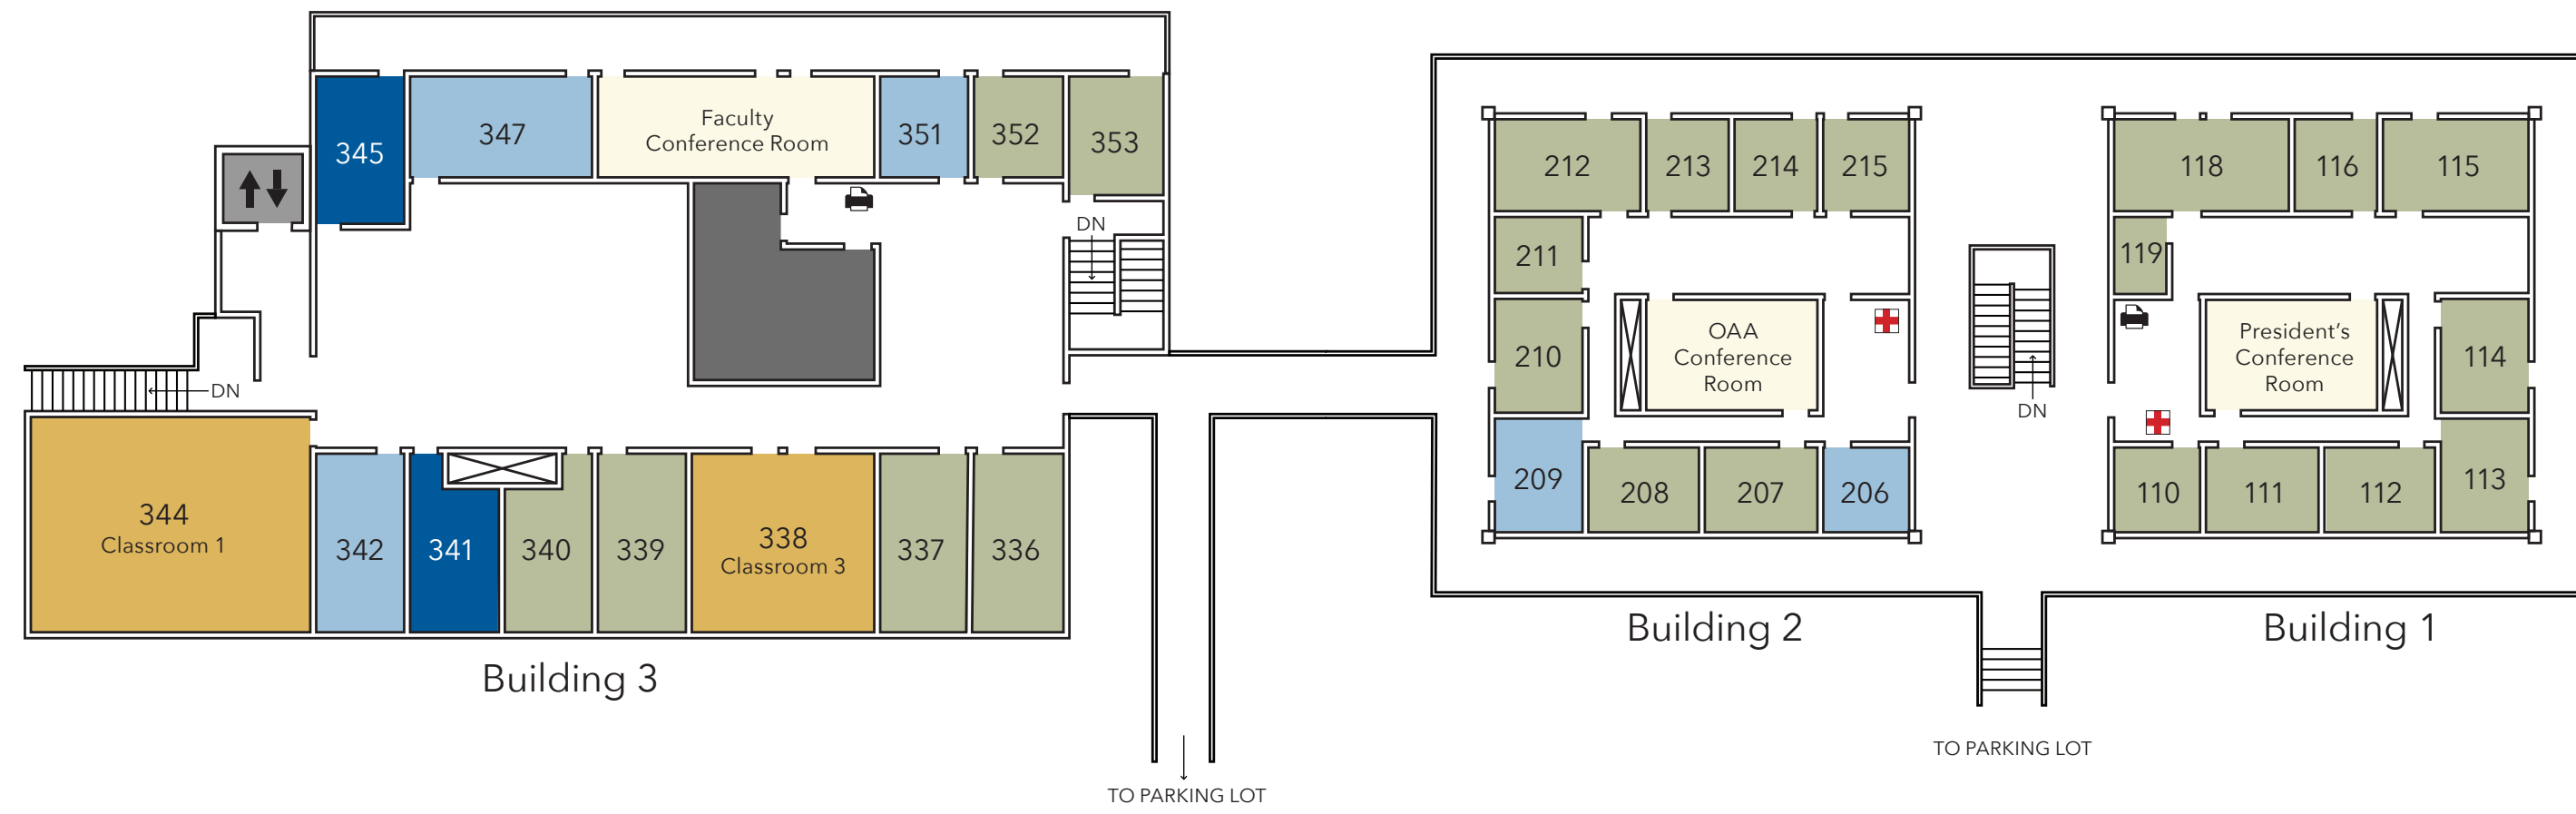 345
347
Faculty
Conference Room
351
352
353
DN
DN
344
Classroom 1
342
341
340
339
338
Classroom 3
337
336
Building 3
TO PARKING LOT
212
213
214
215
211
210
OAA
Conference
Room
209
208
207
206
Building 2
DN
TO PARKING LOT
118
116
115
119
President's
Conference
Room
114
113
110
111
112
Building 1